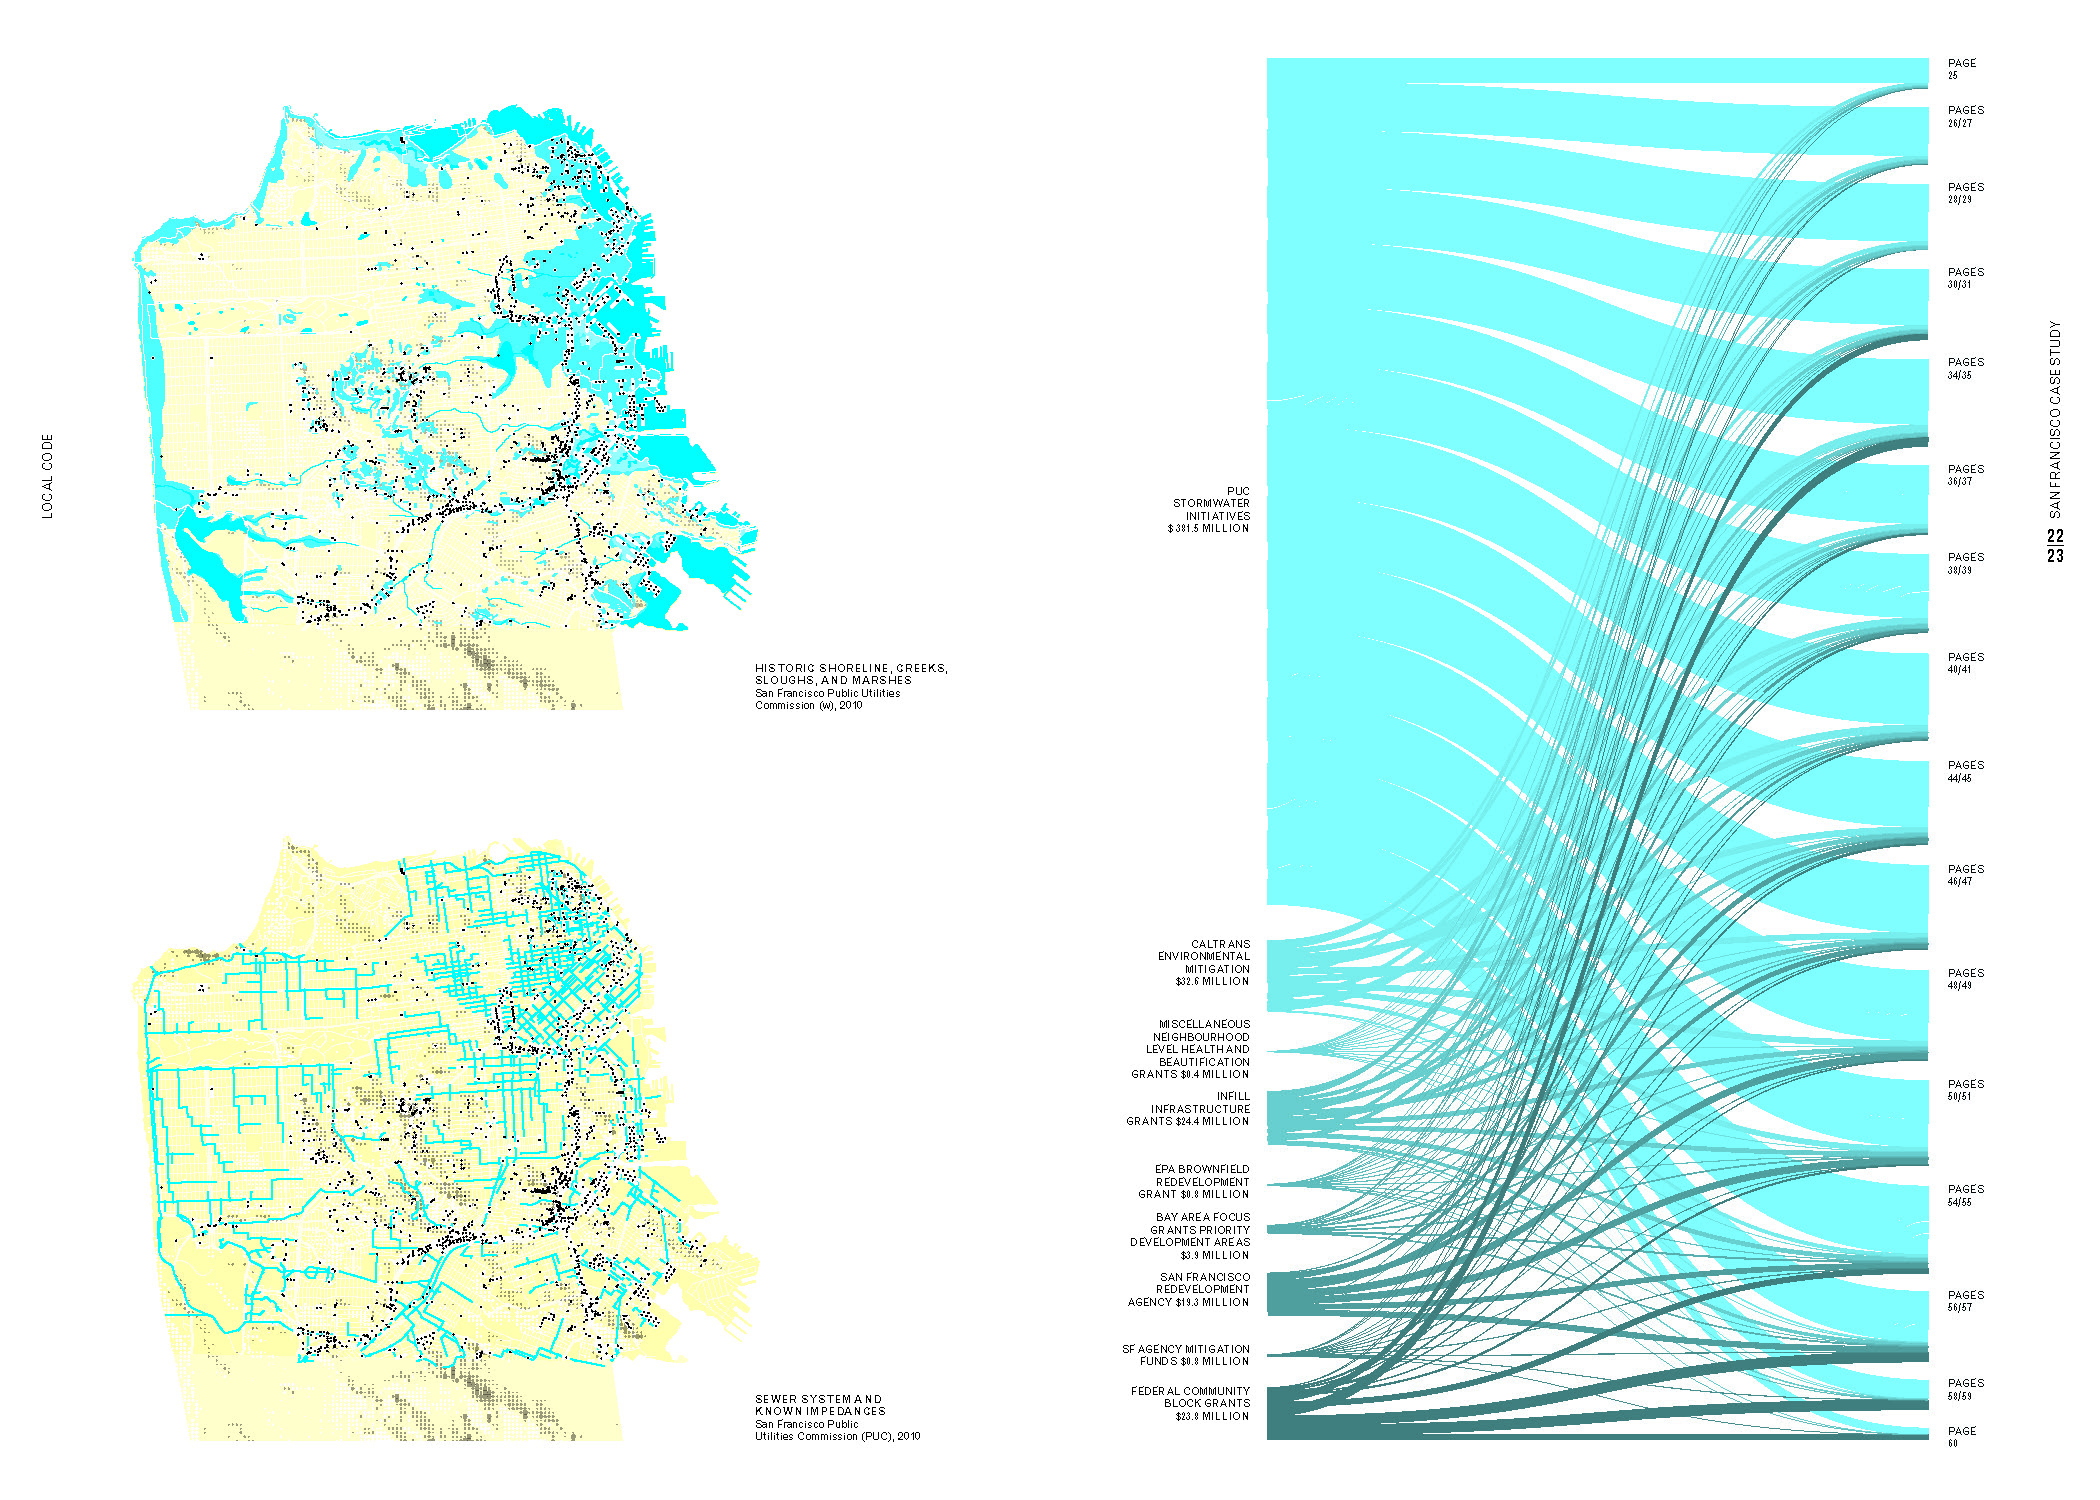 LOCAL CODE
HISTORIC SHORELINE, CREEKS,
SLOUGHS, AND MARSHES
San Francisco Public Utilities
Commission (w), 2010
SEWER SYSTEM AND
KNOWN IMPEDANCES
San Francisco Public
Utilities Commission (PUC), 2010
PUC
STORMWATER
INITIATIVES
$381.5 MILLION
CALTRANS
ENVIRONMENTAL
MITIGATION
$32.6 MILLION
MISCELLANEOUS
NEIGHBOURHOOD
LEVEL HEALTH AND
BEAUTIFICATION
GRANTS $0.4 MILLION
INFILL
INFRASTRUCTURE
GRANTS $24.4 MILLION
EPA BROWNFIELD
REDEVELOPMENT
GRANT $0.8 MILLION
BAY AREA FOCUS
GRANTS PRIORITY
DEVELOPMENT AREAS
$3.9 MILLION
SAN FRANCISCO
REDEVELOPMENT
AGENCY $19.3 MILLION
SF AGENCY MITIGATION
FUNDS $0.8 MILLION
FEDERAL COMMUNITY
BLOCK GRANTS
$23.8 MILLION
PAGE
25
PAGES
26/27
PAGES
28/29
PAGES
30/31
PAGES
34/35
PAGES
36/37
PAGES
38/39
PAGES
40/41
PAGES
44/45
PAGES
46/47
PAGES
48/49
PAGES
50/51
PAGES
54/55
PAGES
56/57
PAGES
58/59
PAGE
60
SAN FRANCISCO CASE STUDY
22
23